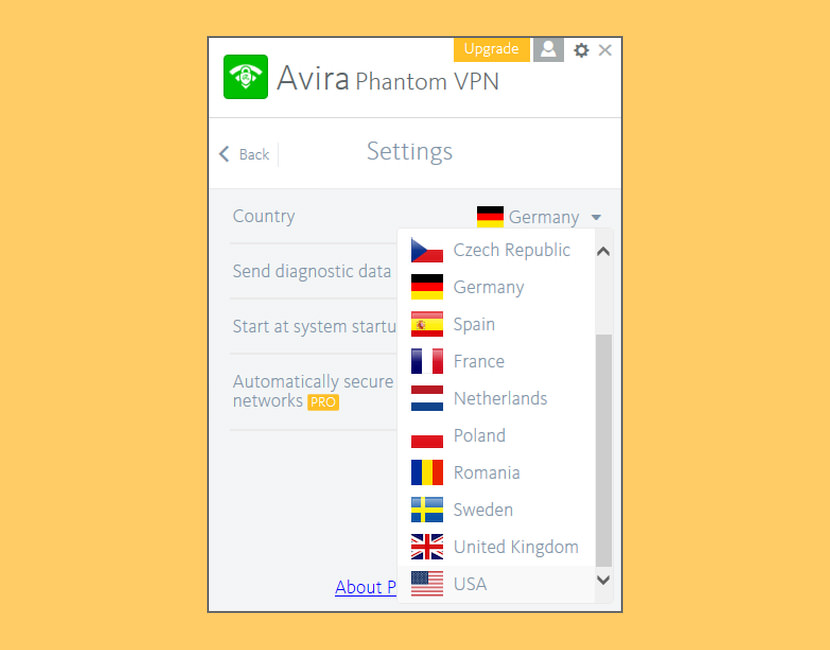 Upgrade
Avira Phantom VPN
Back
Settings
Country
Germany
Czech Republic
Send diagnostic data
Germany
Spain
Start at system startu
France
Automatically secure
networks PRO
Netherlands
Poland
Romania
Sweden
United Kingdom
About P
USA